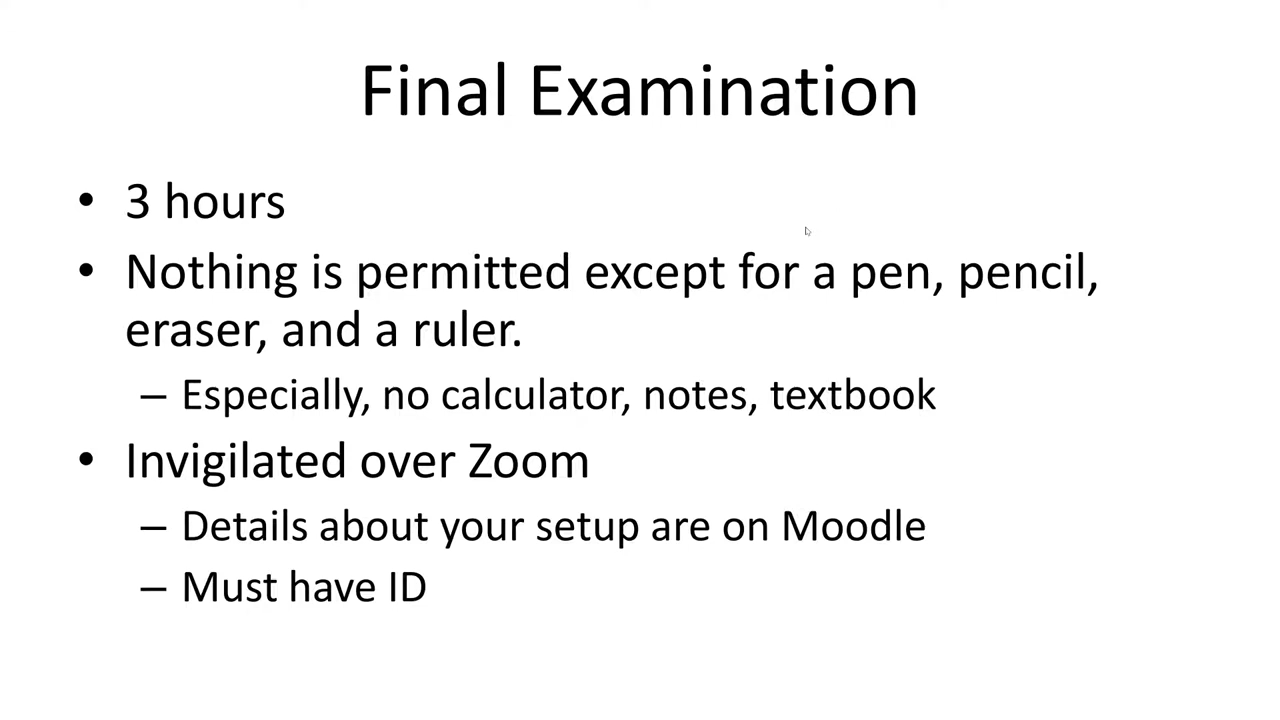 Final Examination
• 3 hours
• Nothing is permitted except for a pen, pencil,
eraser, and a ruler.
– Especially, no calculator, notes, textbook
• Invigilated over Zoom
– Details about your setup are on Moodle
– Must have ID